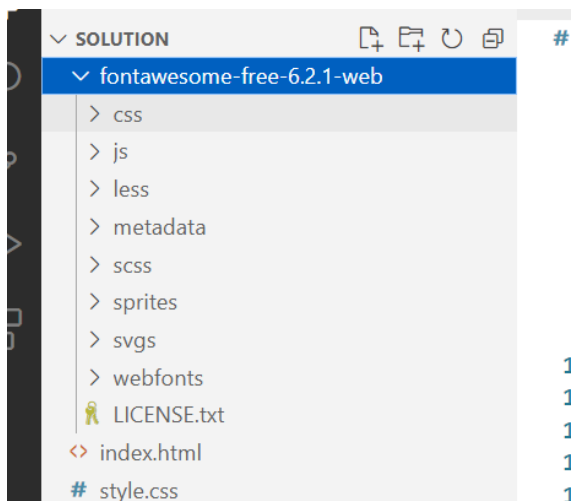 SOLUTION
#
fontawesome-free-6.2.1-web
css
js
less
metadata
scss
sprites
svgs
webfonts
LICENSE.txt
<> index.html
# style.css